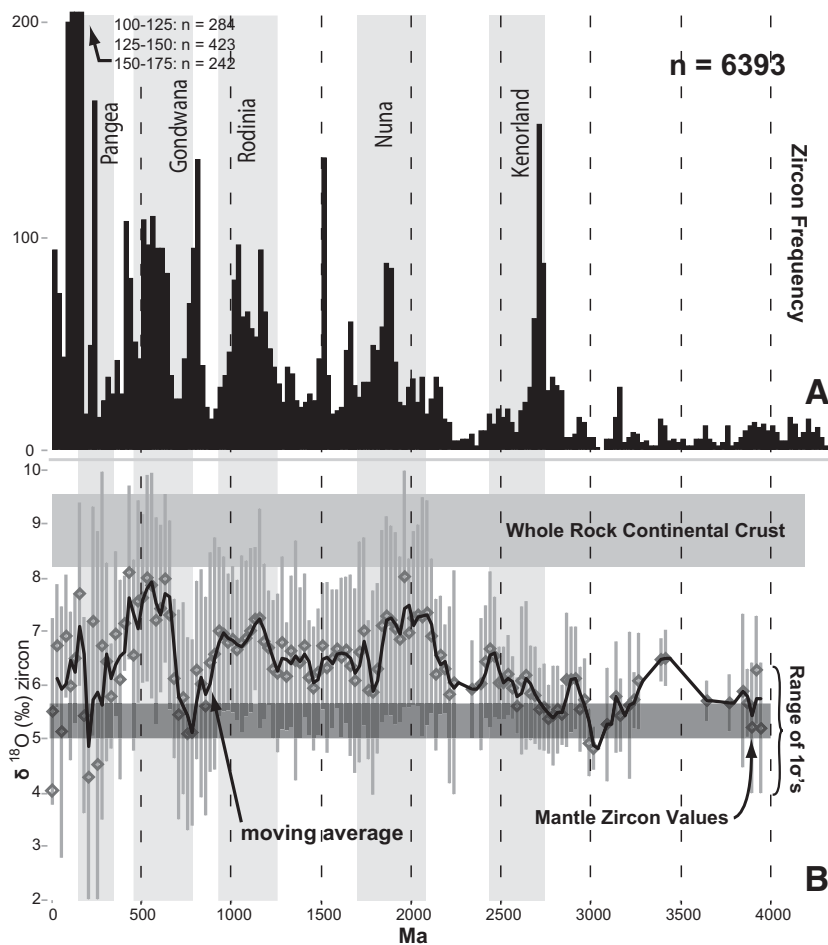 200
100-125: n = 284
125-150: n = 423
150-175: n = 242
n = 6393
Pangea
Gondwana
Rodinia
Nuna
Kenorland
Zircon Frequency
100
A
0
10
9
Whole Rock Continental Crust
8
7
6
5
4
3
2
δ 18O (‰) zircon
Range of 1σ's
Mantle Zircon Values
moving average
B
0
500
1000
1500
2000
2500
3000
3500
4000
Ma